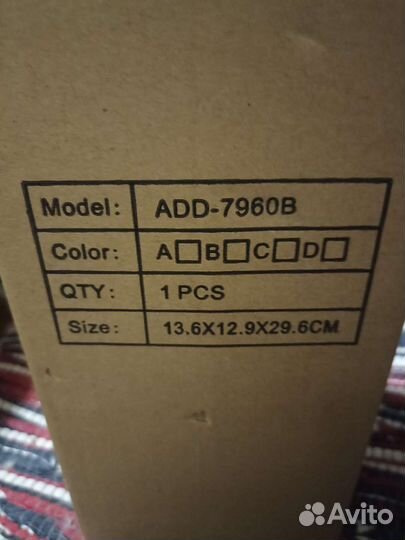 Model: ADD-7960B
Color: A□B□C□D□
QTY: 1 PCS
Size: 13.6X12.9X29.6CM
Avito